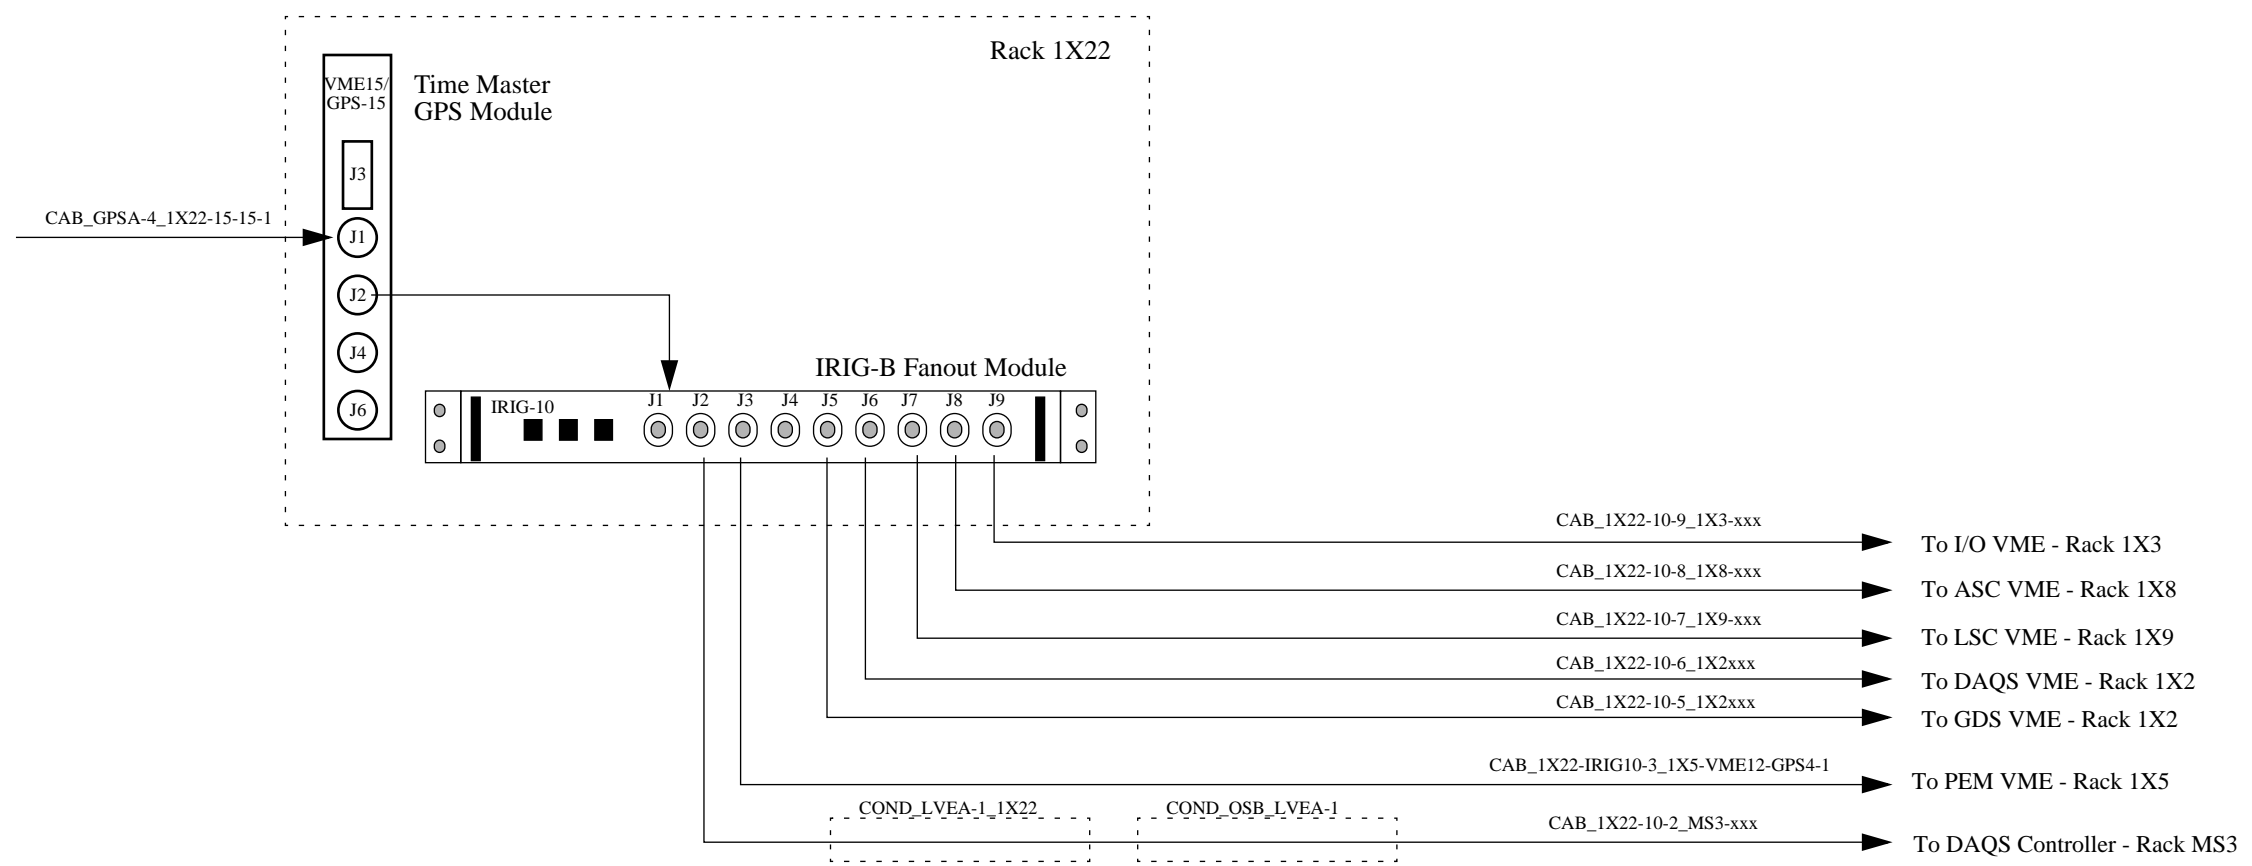 Rack 1X22
VME15/
GPS-15
Time Master
GPS Module
J3
CAB_GPSA-4_1X22-15-15-1
J1
J2
J4
J6
IRIG-B Fanout Module
IRIG-10
J1 J2 J3 J4 J5 J6 J7 J8 J9
CAB_1X22-10-9_1X3-xxx
To I/O VME - Rack 1X3
CAB_1X22-10-8_1X8-xxx
To ASC VME - Rack 1X8
CAB_1X22-10-7_1X9-xxx
To LSC VME - Rack 1X9
CAB_1X22-10-6_1X2xxx
To DAQS VME - Rack 1X2
CAB_1X22-10-5_1X2xxx
To GDS VME - Rack 1X2
CAB_1X22-IRIG10-3_1X5-VME12-GPS4-1
To PEM VME - Rack 1X5
COND_LVEA-1_1X22
COND_OSB_LVEA-1
CAB_1X22-10-2_MS3-xxx
To DAQS Controller - Rack MS3